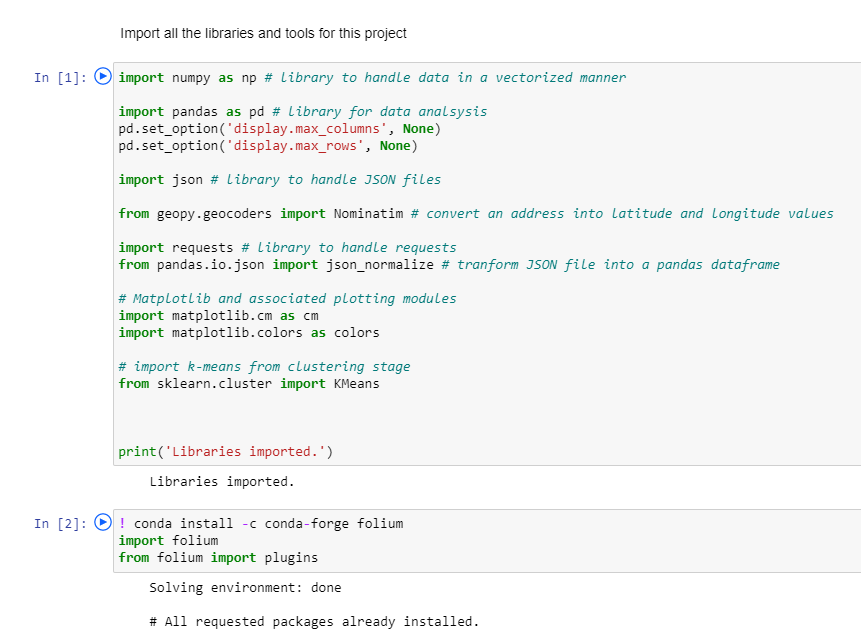 Import all the libraries and tools for this project
In [1]: import numpy as np # library to handle data in a vectorized manner
import pandas as pd # library for data analsysis
pd.set_option('display.max_columns', None)
pd.set_option('display.max_rows', None)
import json # library to handle JSON files
from geopy.geocoders import Nominatim # convert an address into latitude and longitude values
import requests # library to handle requests
from pandas.io.json import json_normalize # tranform JSON file into a pandas dataframe
# Matplotlib and associated plotting modules
import matplotlib.cm as cm
import matplotlib.colors as colors
# import k-means from clustering stage
from sklearn.cluster import KMeans
print('Libraries imported.')
Libraries imported.
In [2]: ! conda install -c conda-forge folium
import folium
from folium import plugins
Solving environment: done
# All requested packages already installed.